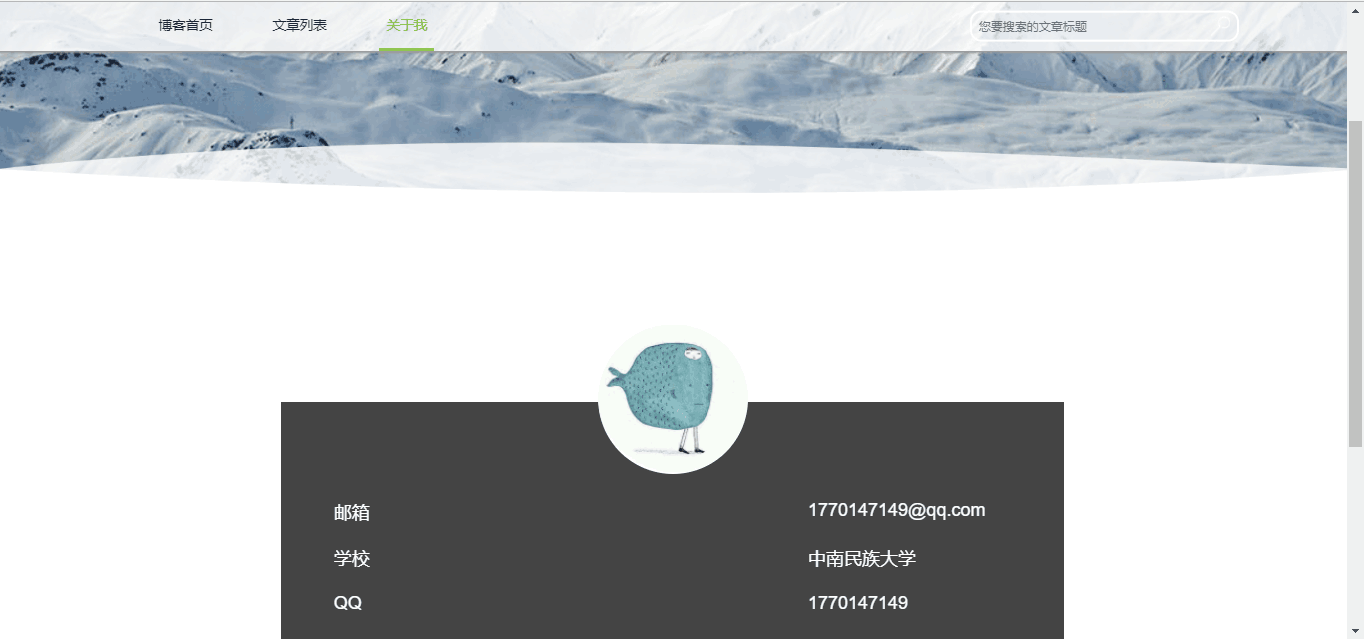 博客首页 文章列表 关于我 您要搜索的文章标题
邮箱 1770147149@qq.com
学校 中南民族大学
QQ 1770147149